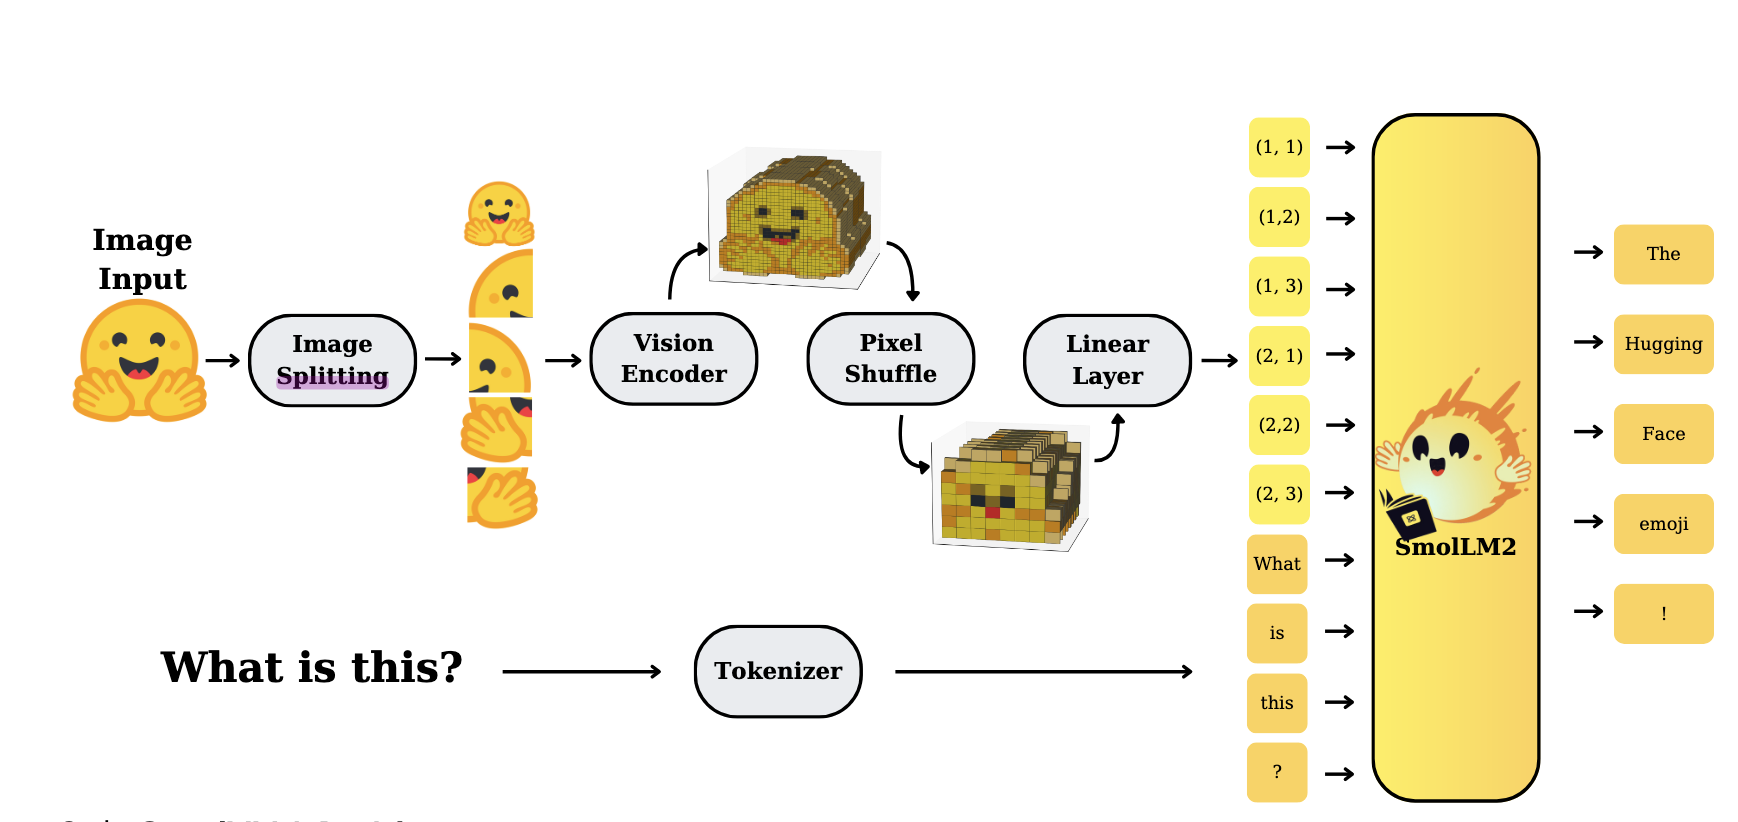 Image
Input
Image
Splitting
Vision
Encoder
Pixel
Shuffle
Linear
Layer
(1, 1)
(1,2)
(1, 3)
(2, 1)
(2,2)
(2, 3)
What
is
this
?
SmolLM2
The
Hugging
Face
emoji
!
What is this?
Tokenizer